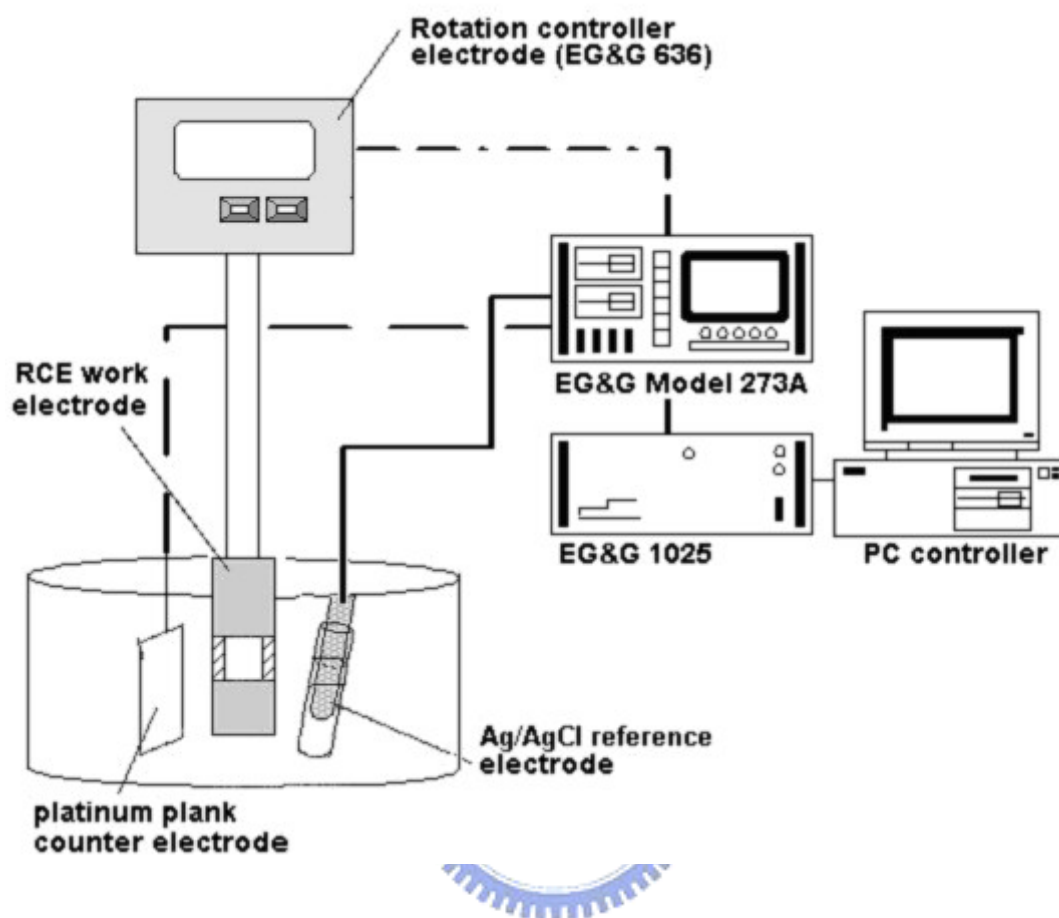 Rotation controller
electrode (EG&G 636)
RCE work
electrode
EG&G Model 273A
EG&G 1025
PC controller
Ag/AgCl reference
electrode
platinum plank
counter electrode